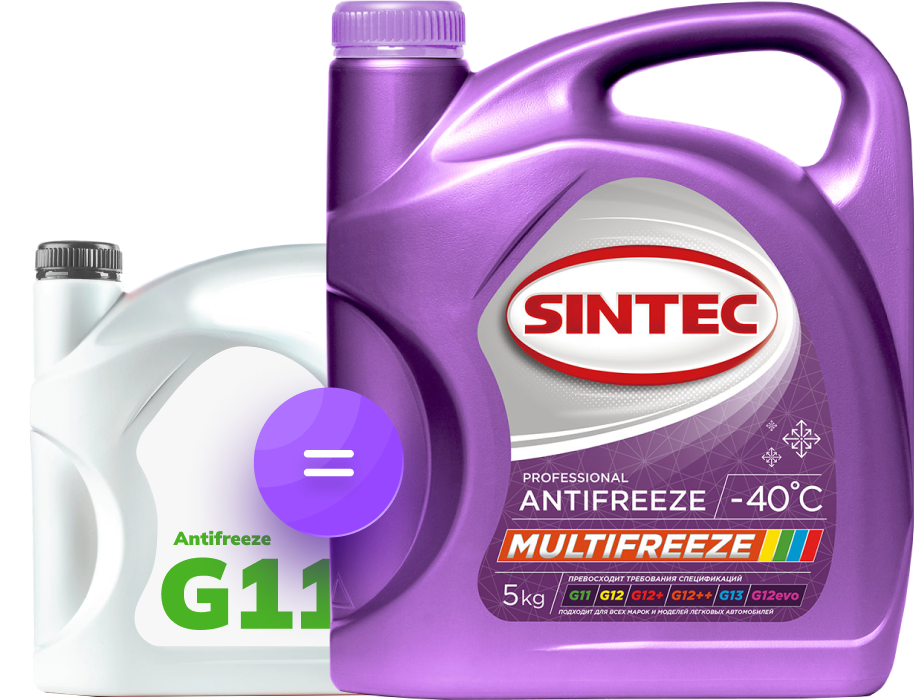 SINTEC
PROFESSIONAL
ANTIFREEZE -40°C
MULTIFREEZE
5kg
ПРЕВОСХОДИТ ТРЕБОВАНИЯ СПЕЦИФИКАЦИЙ
G11 G12 G12+ G12++ G13 G12evo
ПОДХОДИТ ДЛЯ ВСЕХ МАРОК И МОДЕЛЕЙ ЛЕГКОВЫХ АВТОМОБИЛЕЙ
=
Antifreeze
G11